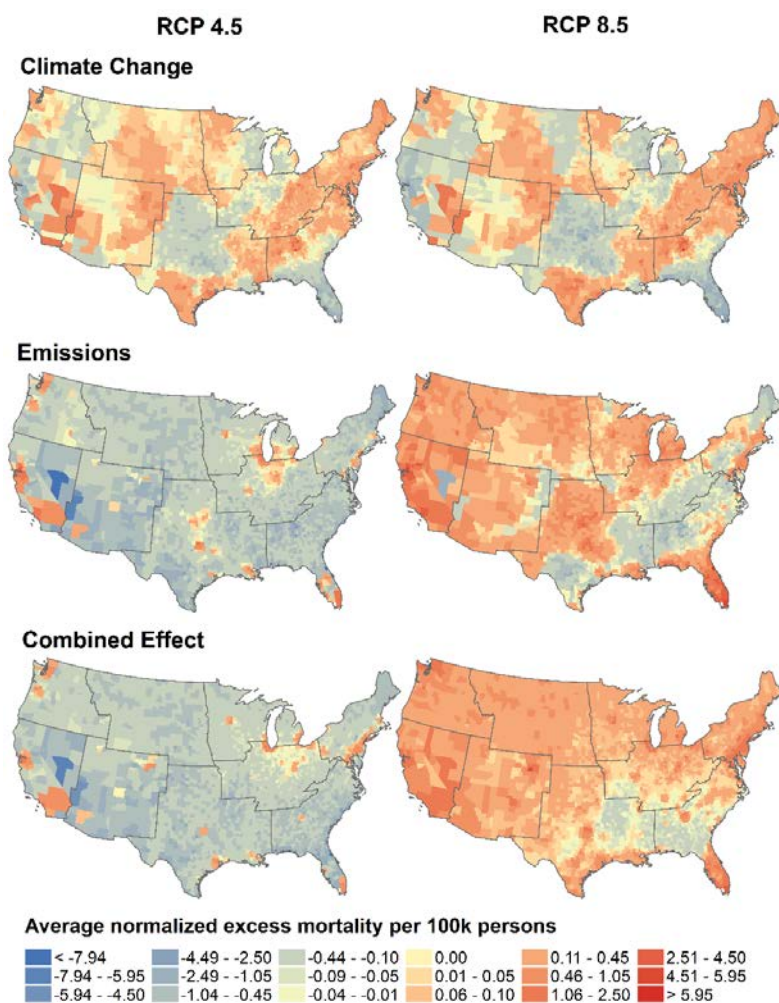 RCP 4.5 RCP 8.5
Climate Change
Emissions
Combined Effect
Average normalized excess mortality per 100k persons
< -7.94 -4.49 - -2.50 -0.44 - -0.10 0.00 0.11 - 0.45 2.51 - 4.50
-7.94 - -5.95 -2.49 - -1.05 -0.09 - -0.05 0.01 - 0.05 0.46 - 1.05 4.51 - 5.95
-5.94 - -4.50 -1.04 - -0.45 -0.04 - -0.01 0.06 - 0.10 1.06 - 2.50 > 5.95